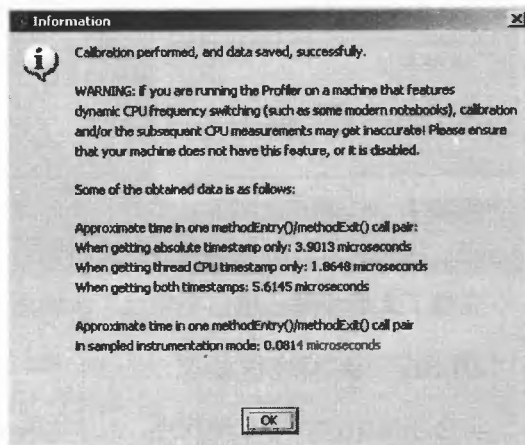 Information
Calibration performed, and data saved, successfully.
WARNING: If you are running the Profiler on a machine that features
dynamic CPU frequency switching (such as some modern notebooks), calibration
and/or the subsequent CPU measurements may get inaccurate! Please ensure
that your machine does not have this feature, or it is disabled.
Some of the obtained data is as follows:
Approximate time in one methodEntry()/methodExit() call pair:
When getting absolute timestamp only: 3.9013 microseconds
When getting thread CPU timestamp only: 1.8648 microseconds
When getting both timestamps: 5.6145 microseconds
Approximate time in one methodEntry()/methodExit() call pair
in sampled instrumentation mode: 0.0814 microseconds
OK